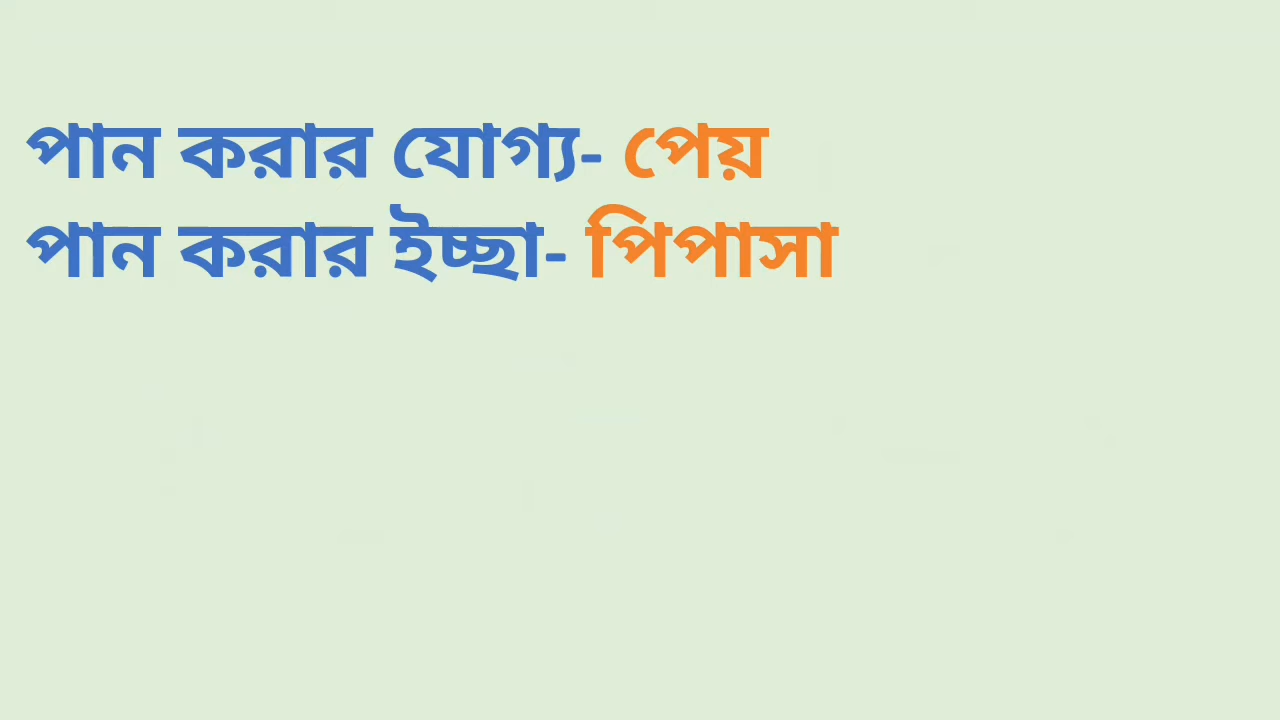 পান করার যোগ্য- পেয়
পান করার ইচ্ছা- পিপাসা